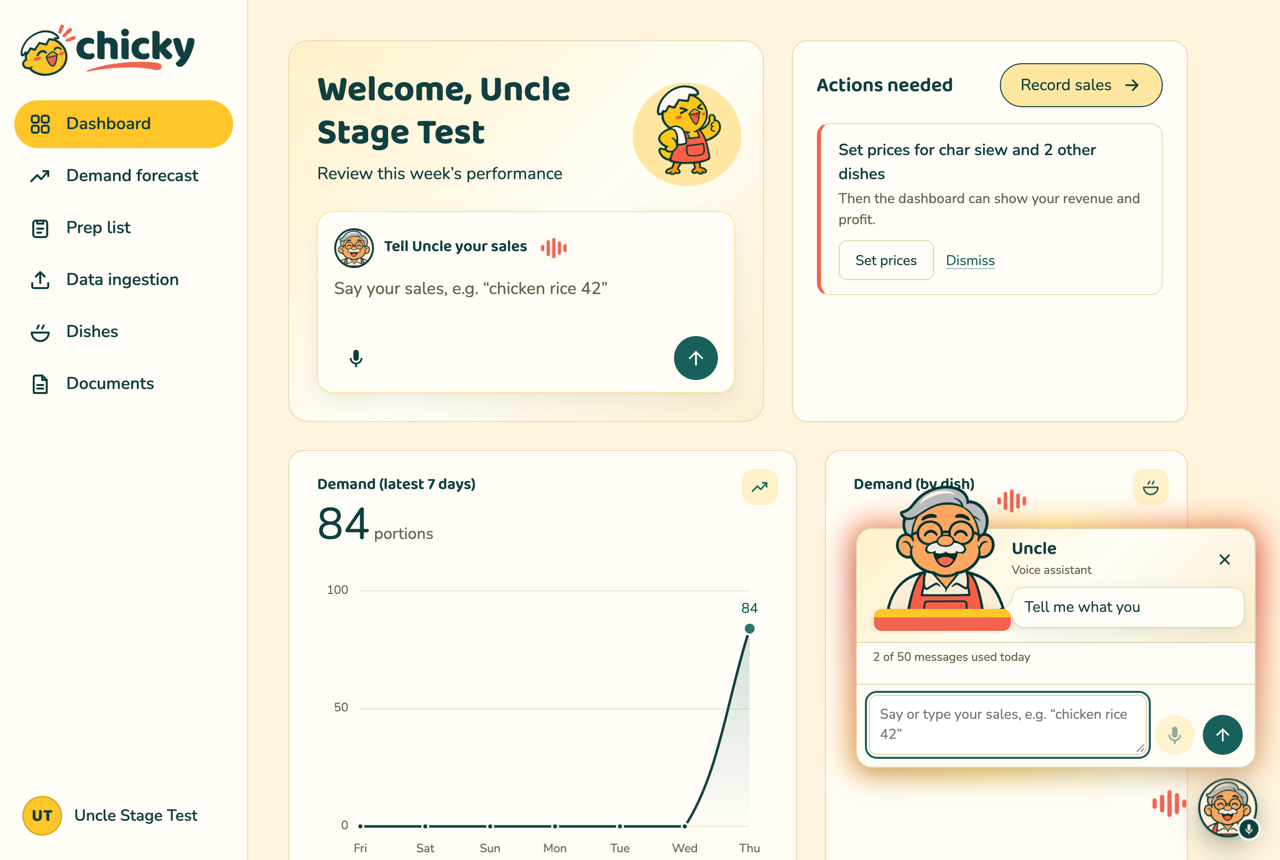 chicky
Dashboard
Demand forecast
Prep list
Data ingestion
Dishes
Documents
UT
Uncle Stage Test
Welcome, Uncle
Stage Test
Review this week’s performance
Tell Uncle your sales
Say your sales, e.g. “chicken rice 42”
Actions needed
Record sales
Set prices for char siew and 2 other
dishes
Then the dashboard can show your revenue and
profit.
Set prices
Dismiss
Demand (latest 7 days)
84 portions
100
84
50
0
Fri Sat Sun Mon Tue Wed Thu
Demand (by dish)
Uncle
Voice assistant
Tell me what you
2 of 50 messages used today
Say or type your sales, e.g. “chicken rice
42”